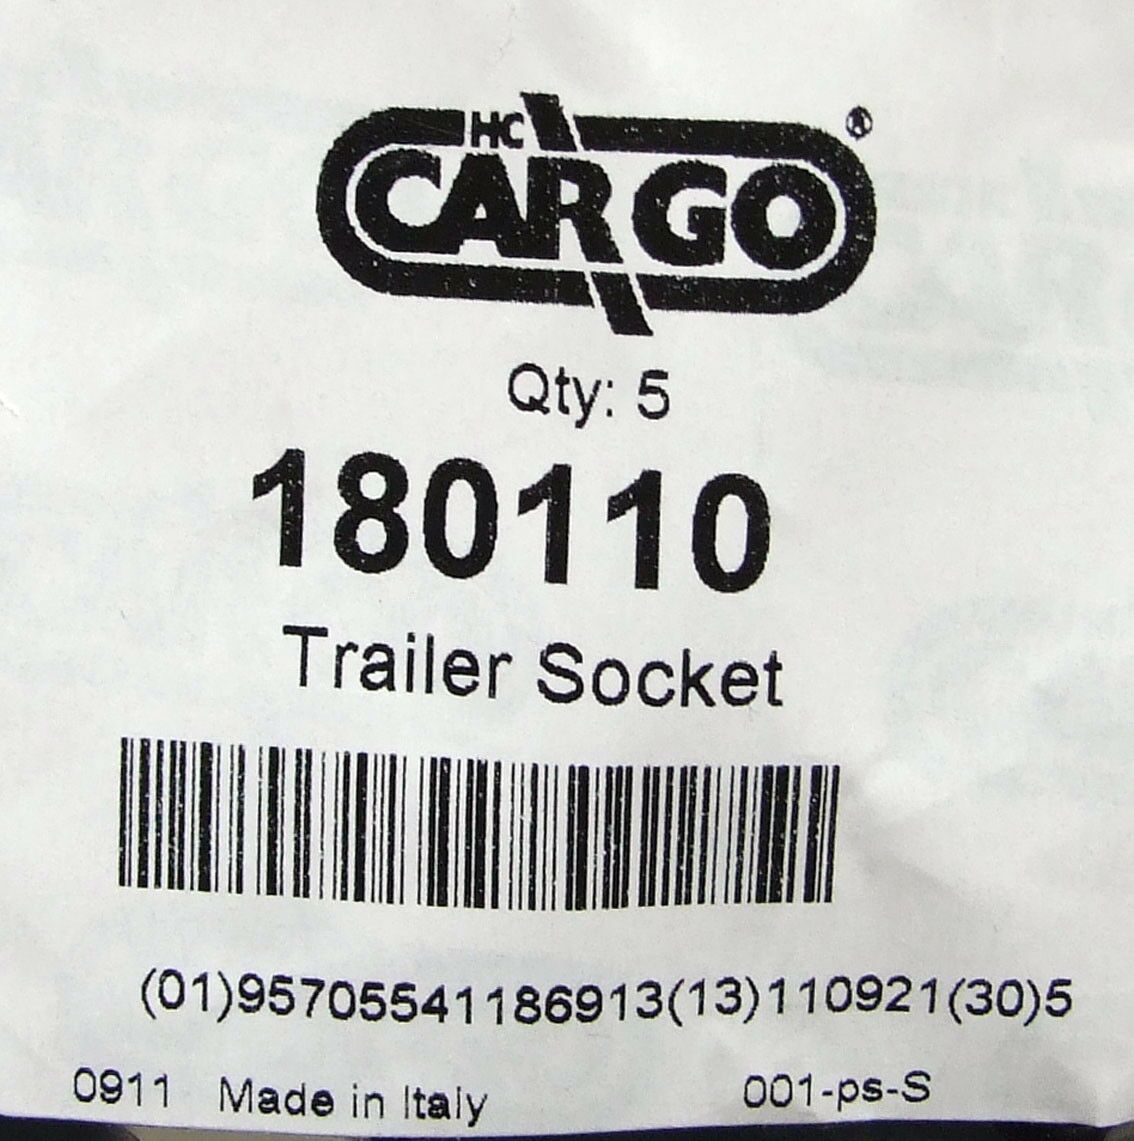 HC
CARGO®
Qty: 5
180110
Trailer Socket
(01)95705541186913(13)110921(30)5
0911 Made in Italy 001-ps-S